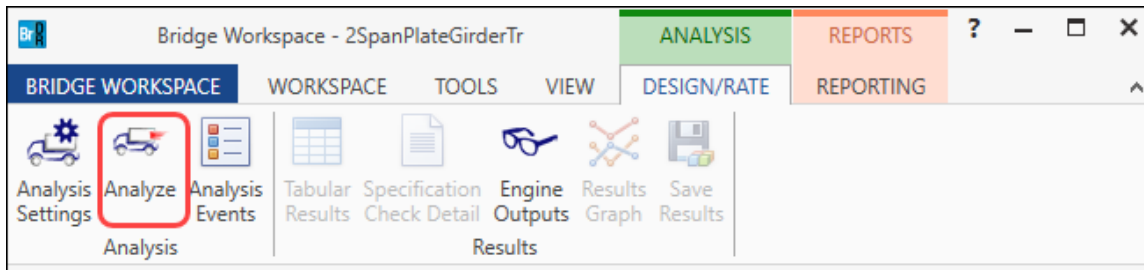 Br DR Bridge Workspace - 2SpanPlateGirderTr ANALYSIS REPORTS ?
BRIDGE WORKSPACE WORKSPACE TOOLS VIEW DESIGN/RATE REPORTING
Analysis Analyze Analysis Tabular Specification Engine Results Save
Settings Events Results Check Detail Outputs Graph Results
Analysis Results